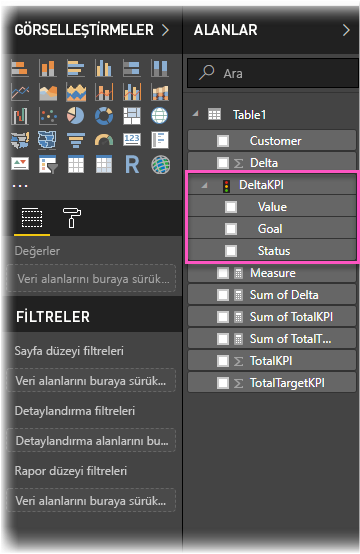 GÖRSELLEŞTİRMELER
R
Değerler
Veri alanlarını buraya sürük...
FİLTRELER
Sayfa düzeyi filtreleri
Veri alanlarını buraya sürük...
Detaylandırma filtreleri
Detaylandırma alanlarını bu...
Rapor düzeyi filtreleri
Veri alanlarını buraya sürük...
ALANLAR
Ara
Table1
Customer
Σ Delta
DeltaKPI
Value
Goal
Status
Measure
Sum of Delta
Sum of TotalKPI
Sum of TotalT...
Σ TotalKPI
Σ TotalTargetKPI